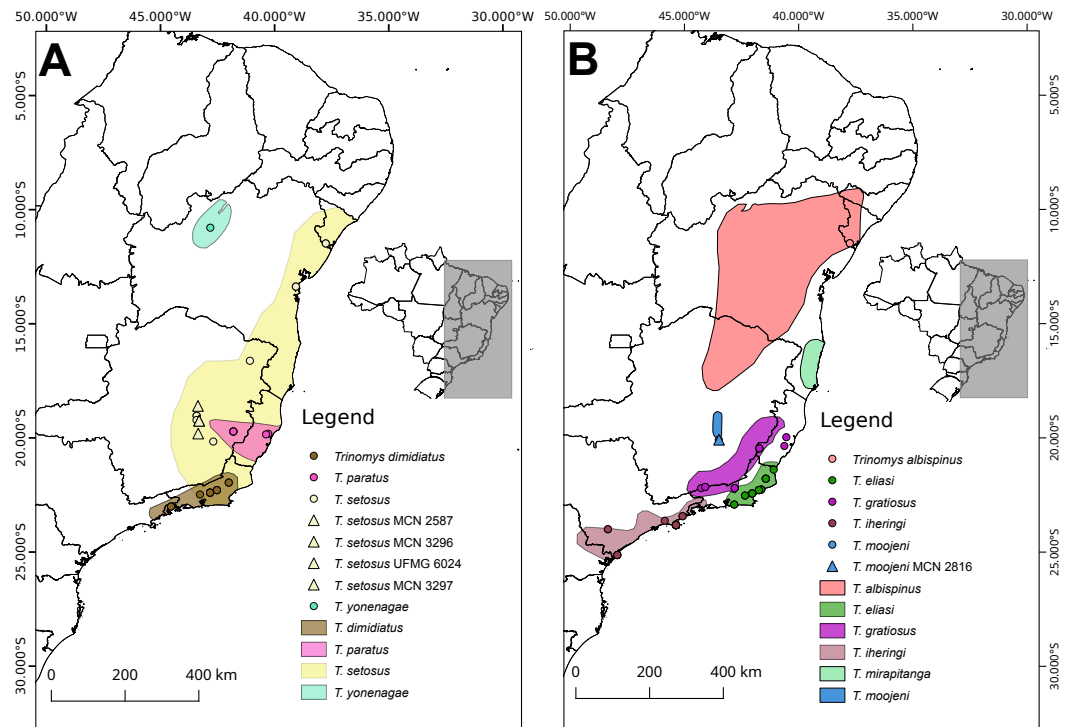 50.000°W 45.000°W 40.000°W 30.000°W
50.000°W 45.000°W 40.000°W 30.000°W
A
B
5.000°S
10.000°S
15.000°S
20.000°S
25.000°S
30.000°S
Legend
Trinomys dimidiatus
T. paratus
T. setosus
T. setosus MCN 2587
T. setosus MCN 3296
T. setosus UFMG 6024
T. setosus MCN 3297
T. yonenagae
T. dimidiatus
T. paratus
T. setosus
T. yonenagae
0 200 400 km
Legend
Trinomys albispinus
T. eliasi
T. gratiosus
T. iheringi
T. moojeni
T. moojeni MCN 2816
T. albispinus
T. eliasi
T. gratiosus
T. iheringi
T. mirapitanga
T. moojeni
0 200 400 km
5.000°S
10.000°S
15.000°S
20.000°S
25.000°S
30.000°S